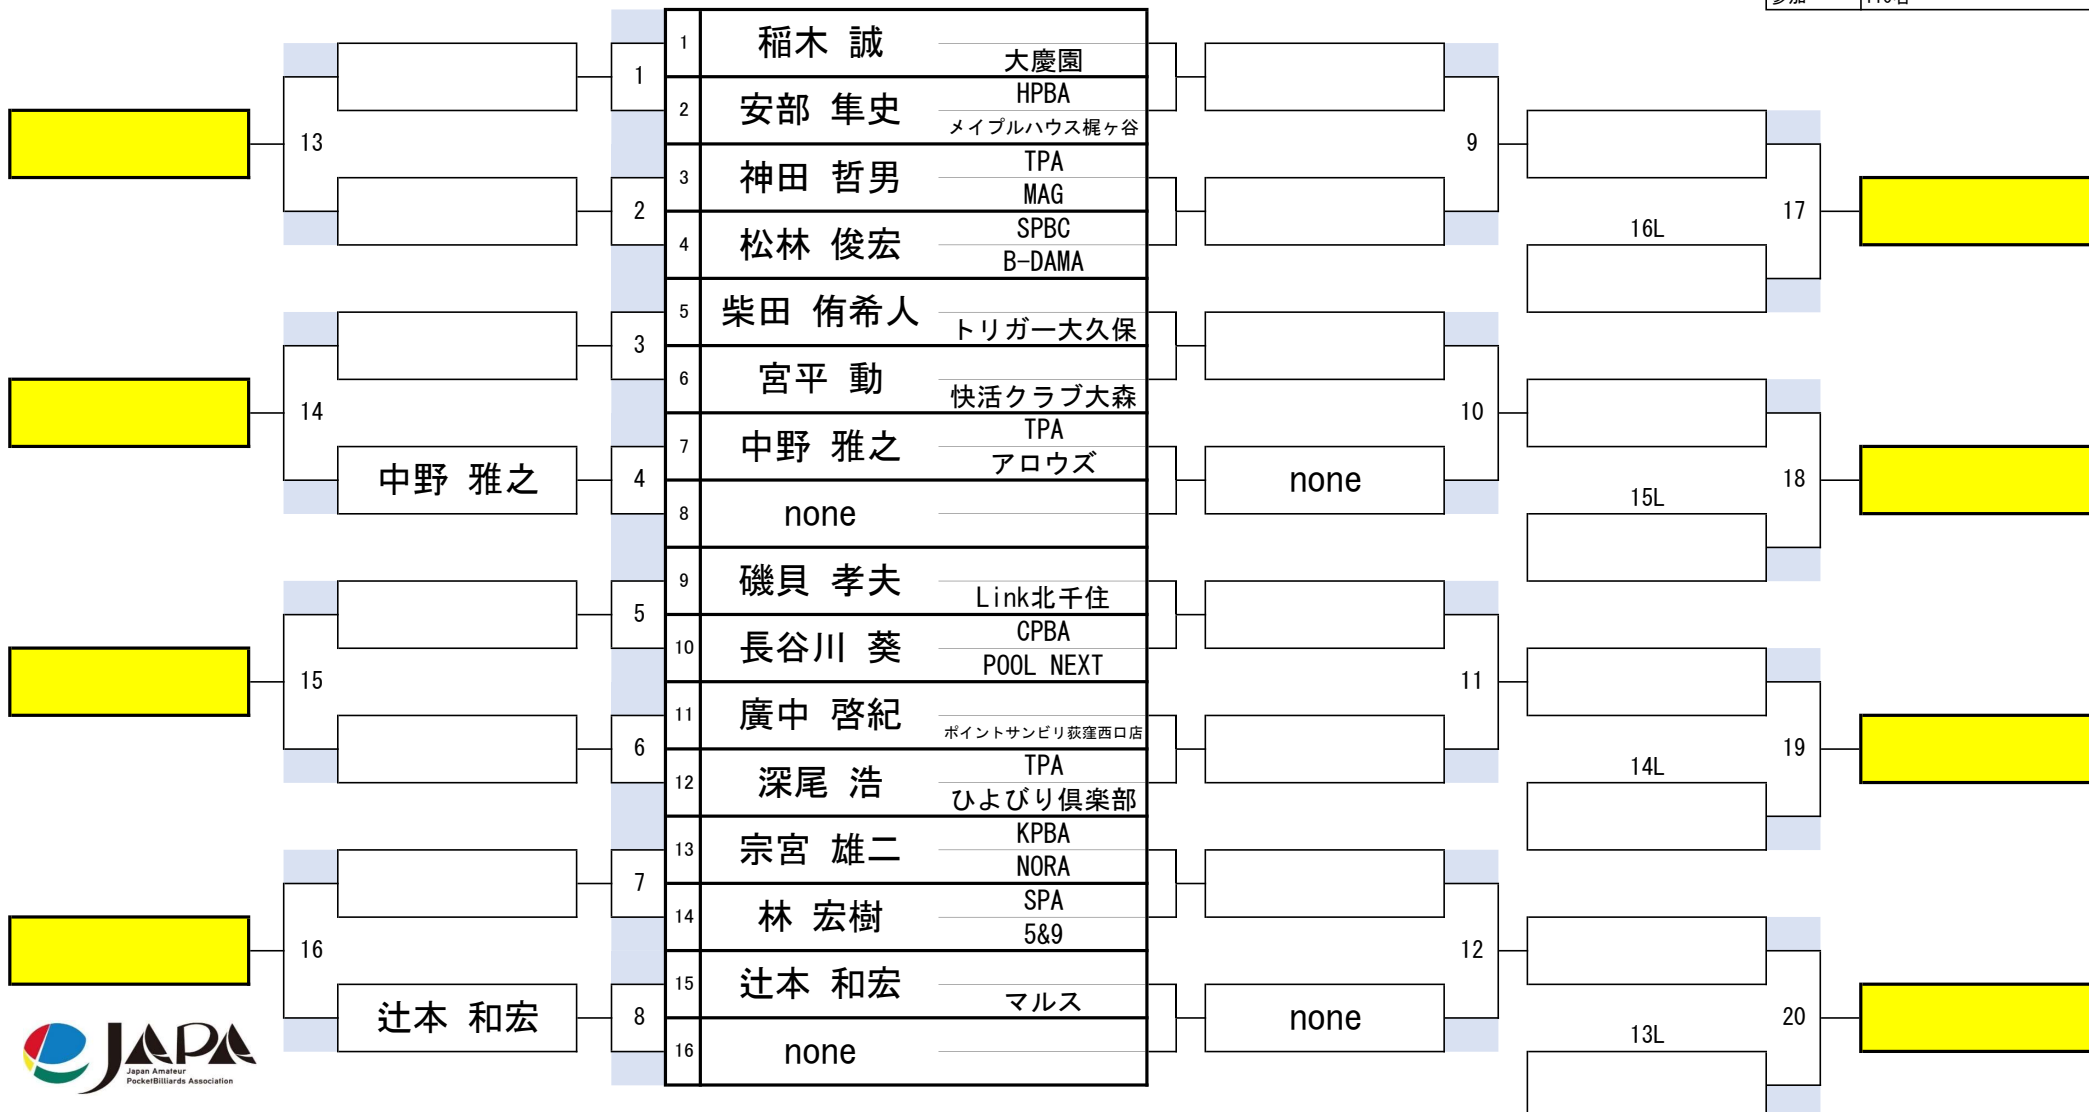 参加 110名
1 稲木 誠 大慶園
2 安部 隼史 HPBA メイプルハウス梶ヶ谷
3 神田 哲男 TPA MAG
4 松林 俊宏 SPBC B-DAMA
5 柴田 侑希人 トリガー大久保
6 宮平 動 快活クラブ大森
7 中野 雅之 TPA アロウズ
8 none
9 磯貝 孝夫 Link北千住
10 長谷川 葵 CPBA POOL NEXT
11 廣中 啓紀 ポイントサンビリ荻窪西口店
12 深尾 浩 TPA ひよびり倶楽部
13 宗宮 雄二 KPBA NORA
14 林 宏樹 SPA 5&9
15 辻本 和宏 マルス
16 none
1
2
3
中野 雅之 4
5
6
7
辻本 和宏 8
13
14
15
16
9
none
10
11
none
12
16L
17
15L
18
14L
19
13L
20
JAPA
Japan Amateur
PocketBilliards Association